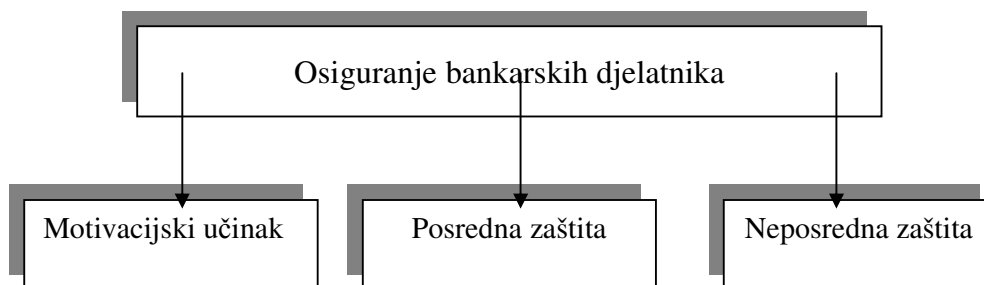 Osiguranje bankarskih djelatnika
Motivacijski učinak
Posredna zaštita
Neposredna zaštita